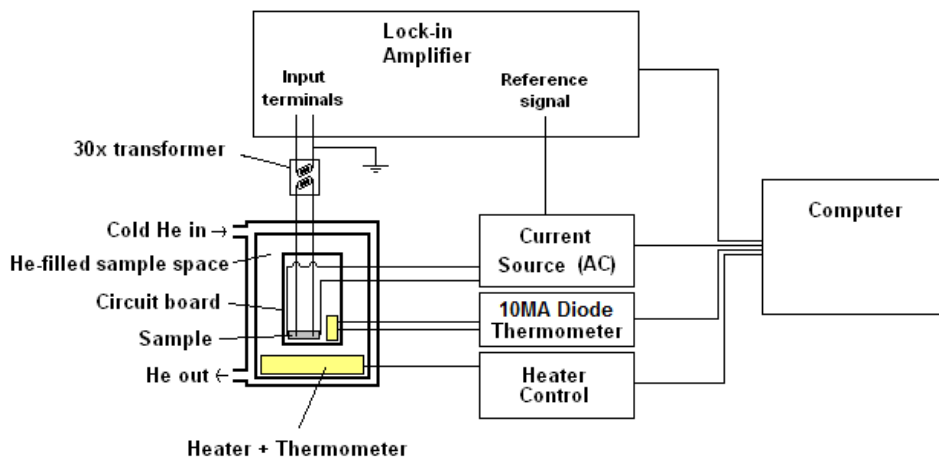 Lock-in
Amplifier
Input
terminals
Reference
signal
30x transformer
Cold He in →
He-filled sample space
Circuit board
Sample
He out ←
Heater + Thermometer
Current
Source (AC)
10MA Diode
Thermometer
Heater
Control
Computer